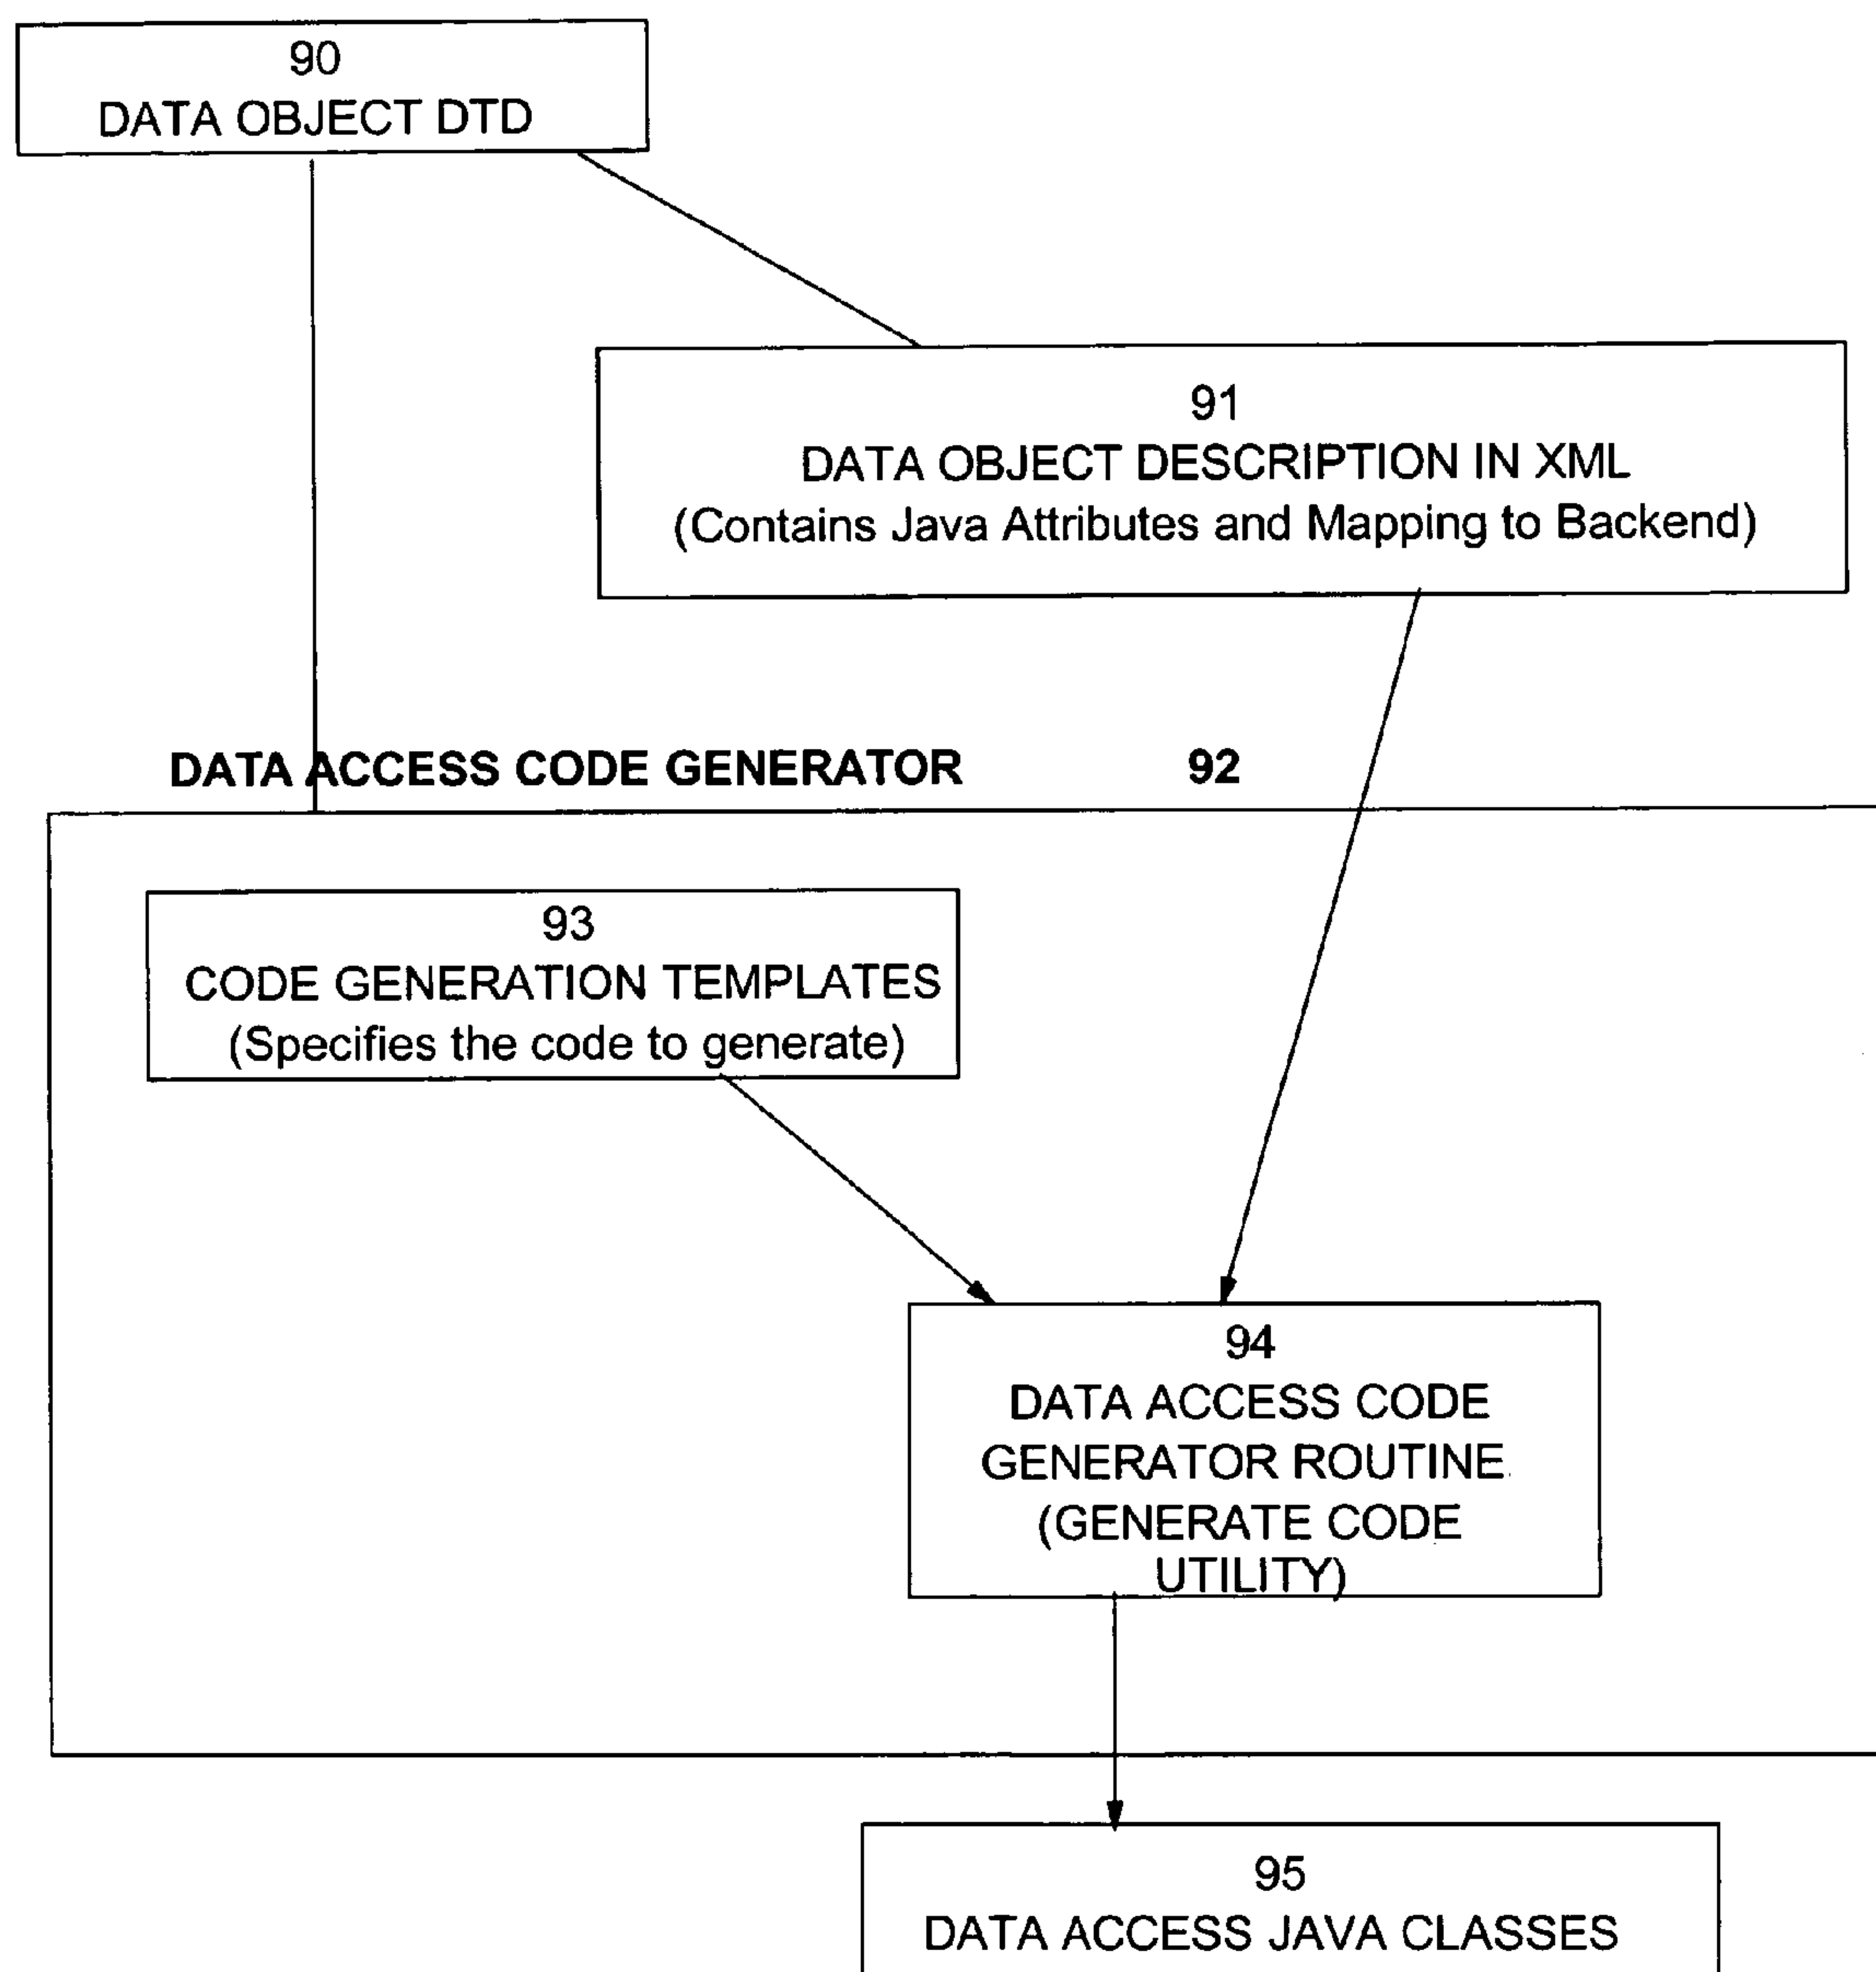 90
DATA OBJECT DTD
91
DATA OBJECT DESCRIPTION IN XML
(Contains Java Attributes and Mapping to Backend)
DATA ACCESS CODE GENERATOR 92
93
CODE GENERATION TEMPLATES
(Specifies the code to generate)
94
DATA ACCESS CODE
GENERATOR ROUTINE
(GENERATE CODE
UTILITY)
95
DATA ACCESS JAVA CLASSES